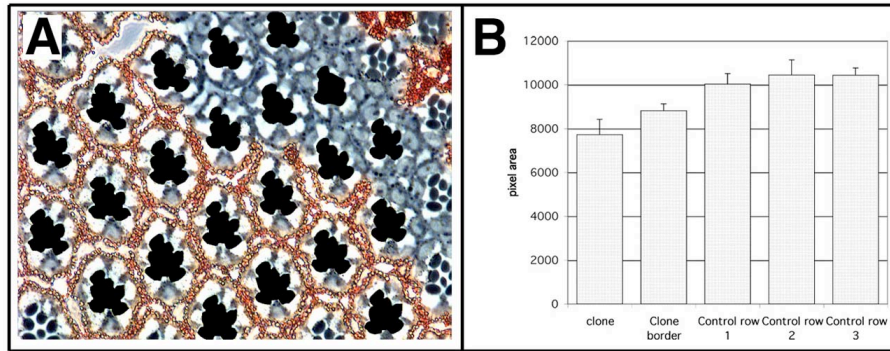 A
B
12000
10000
8000
6000
4000
2000
0
pixel area
clone
Clone border
Control row 1
Control row 2
Control row 3